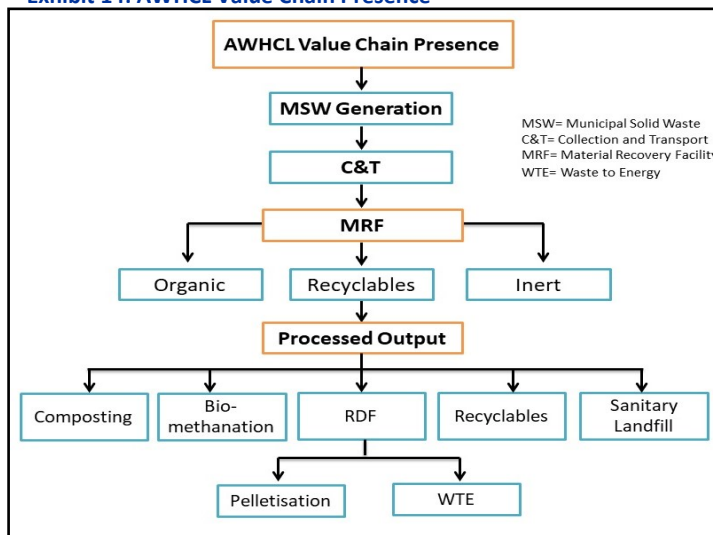 AWHCL Value Chain Presence
MSW Generation
MSW= Municipal Solid Waste
C&T= Collection and Transport
MRF= Material Recovery Facility
WTE= Waste to Energy
C&T
MRF
Organic
Recyclables
Inert
Processed Output
Composting
Bio-
methanation
RDF
Recyclables
Sanitary
Landfill
Pelletisation
WTE